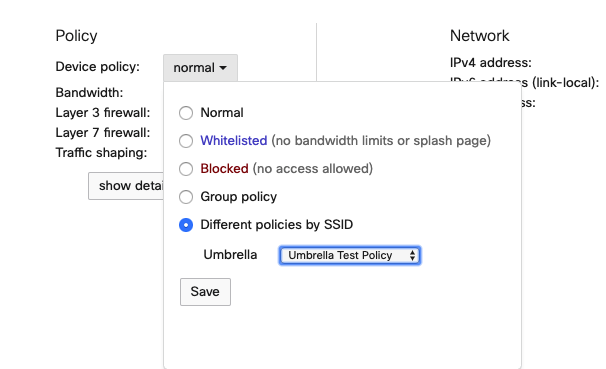 Policy
Device policy: normal
Bandwidth:
Layer 3 firewall:
Layer 7 firewall:
Traffic shaping:
show detai
Normal
Whitelisted (no bandwidth limits or splash page)
Blocked (no access allowed)
Group policy
Different policies by SSID
Umbrella Umbrella Test Policy
Save
Network
IPv4 address:
IPv6 address (link-local):
ss: